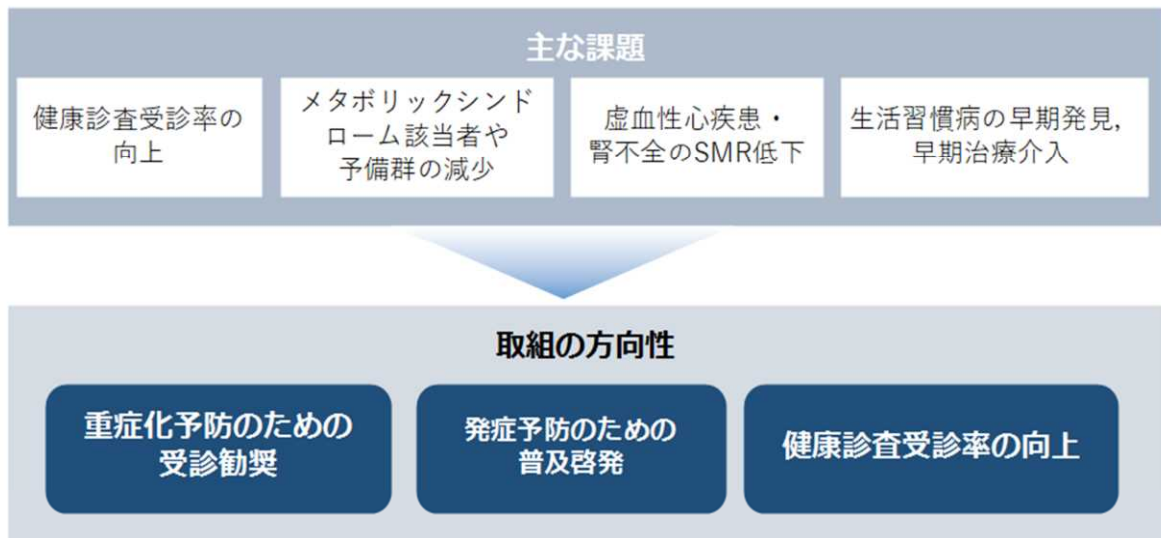 主な課題
健康診査受診率の
向上
メタボリックシンド
ローム該当者や
予備群の減少
虚血性心疾患・
腎不全のSMR低下
生活習慣病の早期発見，
早期治療介入
取組の方向性
重症化予防のための
受診勧奨
発症予防のための
普及啓発
健康診査受診率の向上